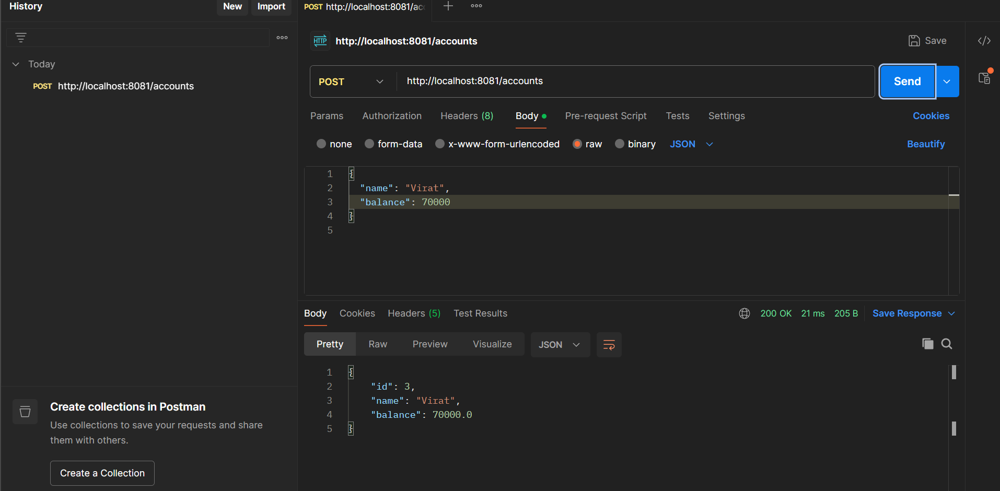 History
New
Import
Today
POST http://localhost:8081/accounts
Create collections in Postman
Use collections to save your requests and share
them with others.
Create a Collection
POST http://localhost:8081/acc
HTTP
http://localhost:8081/accounts
Save
POST
http://localhost:8081/accounts
Send
Params Authorization Headers (8) Body Pre-request Script Tests Settings Cookies
none form-data x-www-form-urlencoded raw binary JSON Beautify
1 {
2 "name": "Virat",
3 "balance": 70000
4 }
5
Body Cookies Headers (5) Test Results 200 OK 21 ms 205 B Save Response
Pretty Raw Preview Visualize JSON
1 {
2 "id": 3,
3 "name": "Virat",
4 "balance": 70000.0
5 }